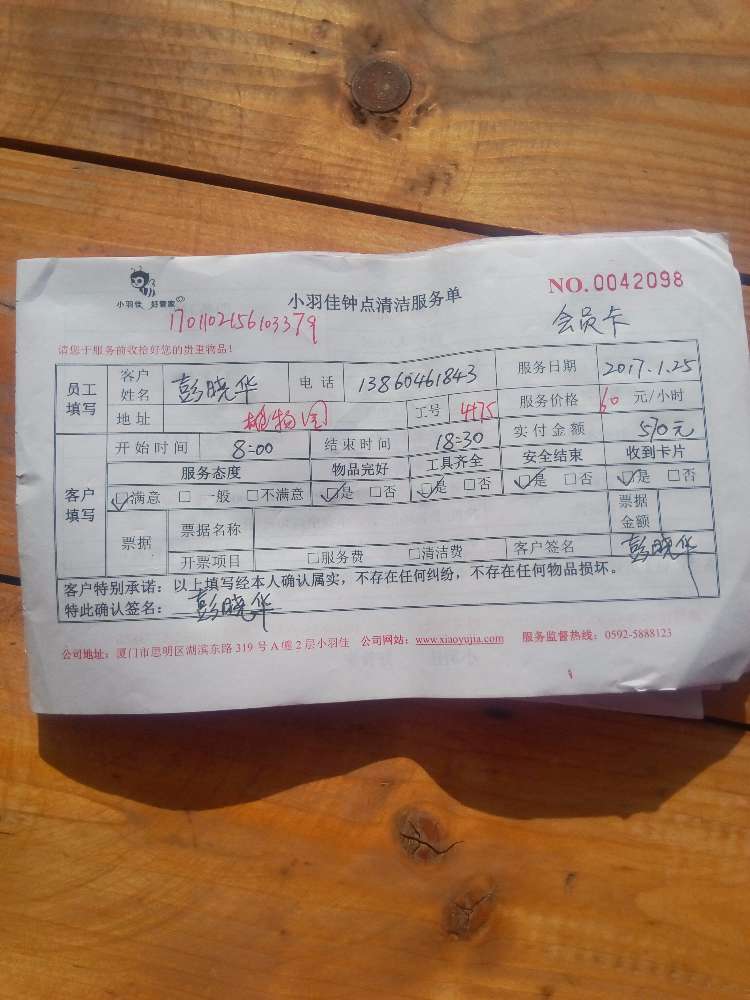 小羽佳 好管家
小羽佳钟点清洁服务单
NO.0042098
1701102156103379
会员卡
请您于服务前收拾好您的贵重物品!
员工填写 客户姓名 彭晓华 电话 13860461843 服务日期 2017.1.25
地址 植物园 工号 4475 服务价格 60 元/小时
客户填写 开始时间 8:00 结束时间 18:30 实付金额 570元
服务态度 物品完好 工具齐全 安全结束 收到卡片
☑满意 □一般 □不满意 ☑是 □否 ☑是 □否 ☑是 □否 ☑是 □否
票据 票据名称 票据金额
开票项目 □服务费 □清洁费 客户签名 彭晓华
客户特别承诺:以上填写经本人确认属实,不存在任何纠纷,不存在任何物品损坏。
特此确认签名: 彭晓华
公司地址:厦门市思明区湖滨东路 319 号 A 幢 2 层小羽佳 公司网站:www.xiaoyujia.com 服务监督热线:0592-5888123